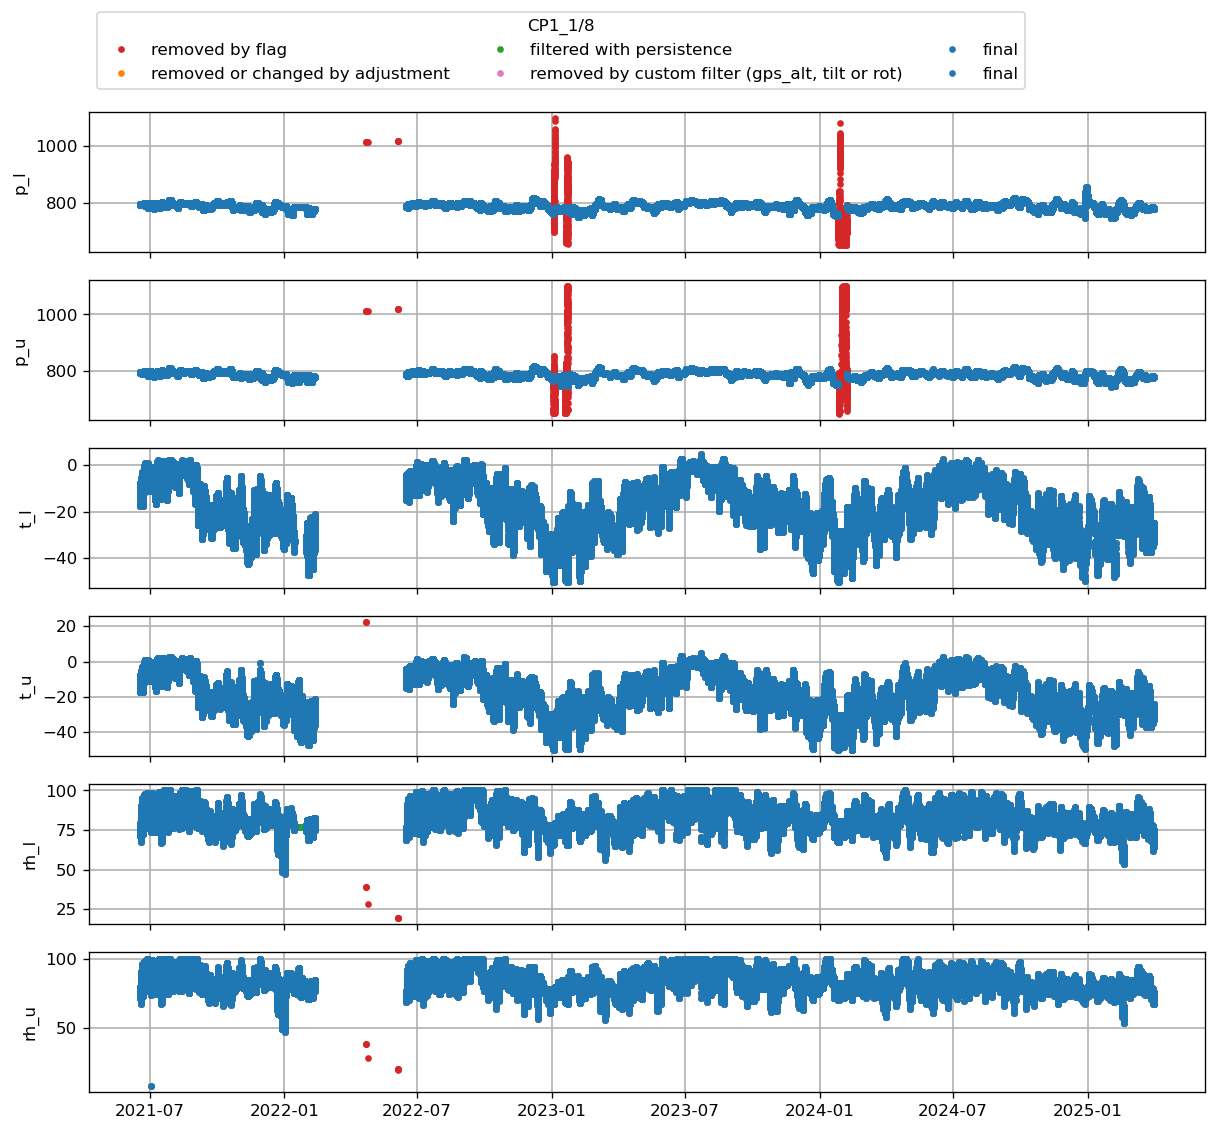 CP1_1/8
removed by flag
filtered with persistence
final
removed or changed by adjustment
removed by custom filter (gps_alt, tilt or rot)
final
1000
800
p_l
1000
800
p_u
0
−20
−40
t_l
20
0
−20
−40
t_u
100
75
50
25
rh_l
100
50
rh_u
2021-07 2022-01 2022-07 2023-01 2023-07 2024-01 2024-07 2025-01